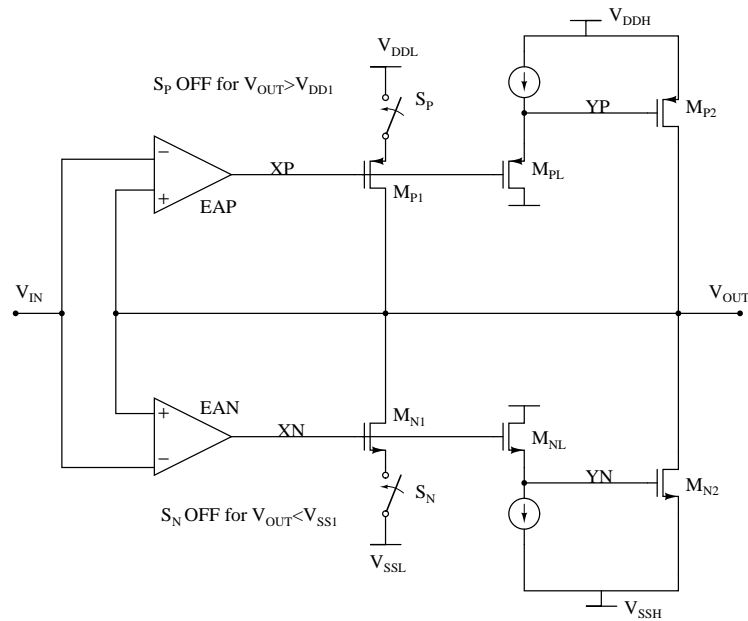 V_DDH
V_DDL
S_P OFF for V_OUT>V_DD1
S_P
YP
M_P2
−
XP
M_PL
+
M_P1
EAP
V_IN
V_OUT
EAN
M_N1
+
XN
M_NL
−
S_N
YN
M_N2
S_N OFF for V_OUT<V_SS1
V_SSL
V_SSH